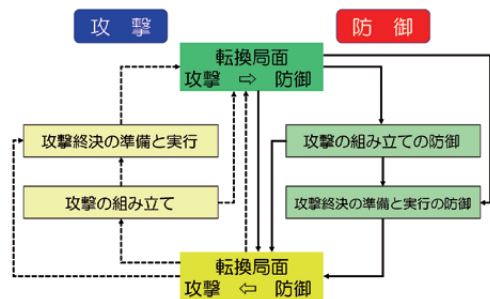 攻 撃
防 御
転換局面
攻撃 ⇨ 防御
攻撃終決の準備と実行
攻撃の組み立ての防御
攻撃の組み立て
攻撃終決の準備と実行の防御
転換局面
攻撃 ⇦ 防御